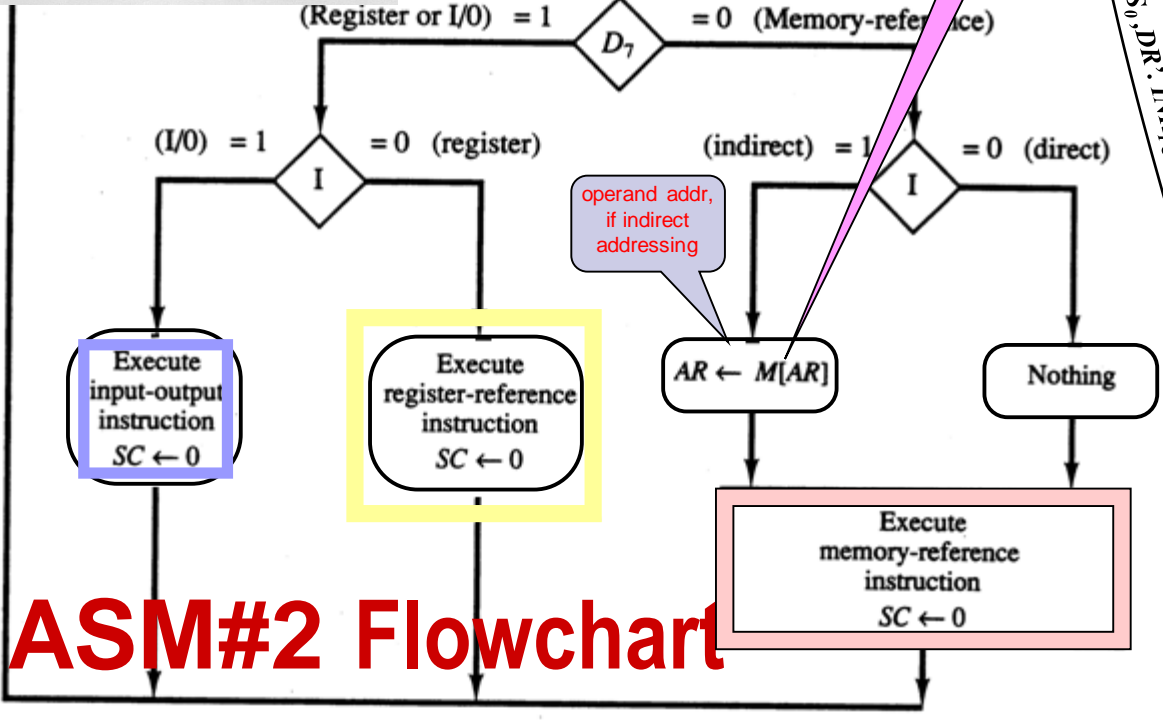 (Register or I/0) = 1
= 0 (Memory-reference)
D7
(I/0) = 1
= 0 (register)
I
(indirect) = 1
= 0 (direct)
I
operand addr,
if indirect
addressing
Execute
input-output
instruction
SC ← 0
Execute
register-reference
instruction
SC ← 0
AR ← M[AR]
Nothing
Execute
memory-reference
instruction
SC ← 0
ASM#2 Flowchart